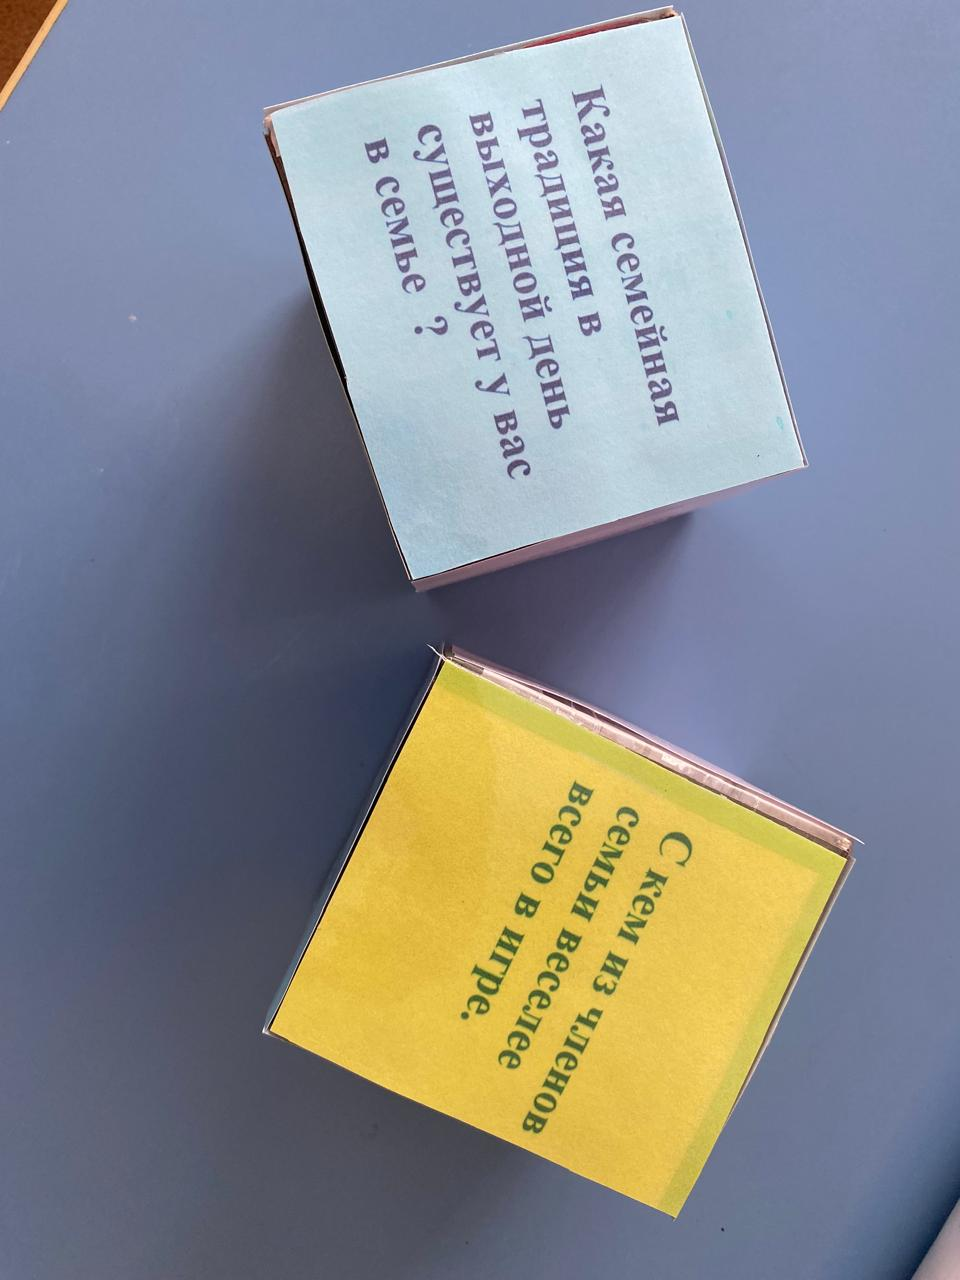 Какая семейная
традиция в
выходной день
существует у вас
в семье ?
С кем из членов
семьи веселее
всего в игре.